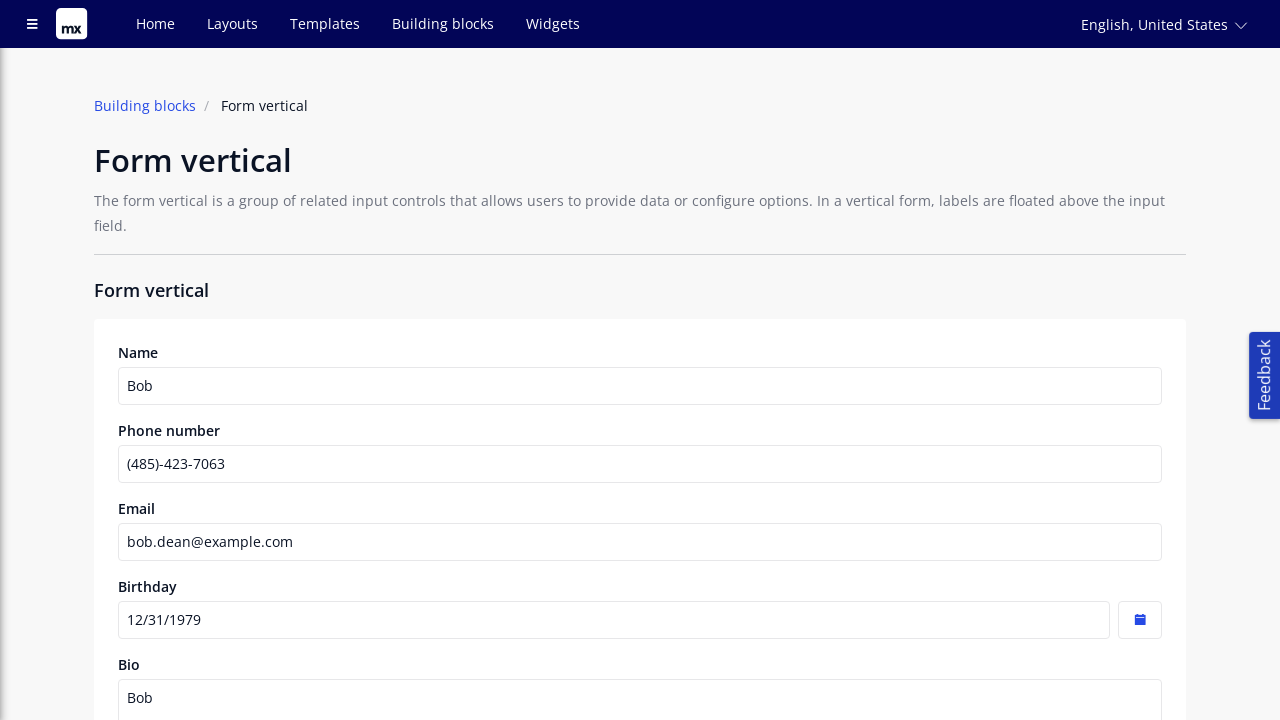 mx
Home
Layouts
Templates
Building blocks
Widgets
English, United States
Building blocks / Form vertical
Form vertical
The form vertical is a group of related input controls that allows users to provide data or configure options. In a vertical form, labels are floated above the input
field.
Form vertical
Name
Bob
Phone number
(485)-423-7063
Email
bob.dean@example.com
Birthday
12/31/1979
Bio
Bob
Feedback